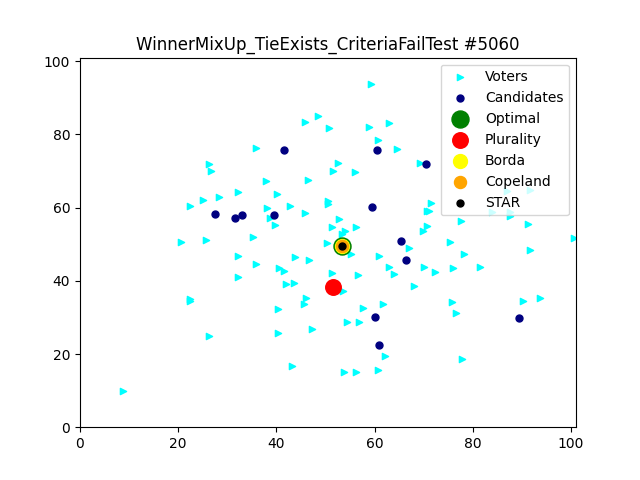 WinnerMixUp_TieExists_CriteriaFailTest #5060
100
80
60
40
20
0
0 20 40 60 80 100
Voters
Candidates
Optimal
Plurality
Borda
Copeland
STAR